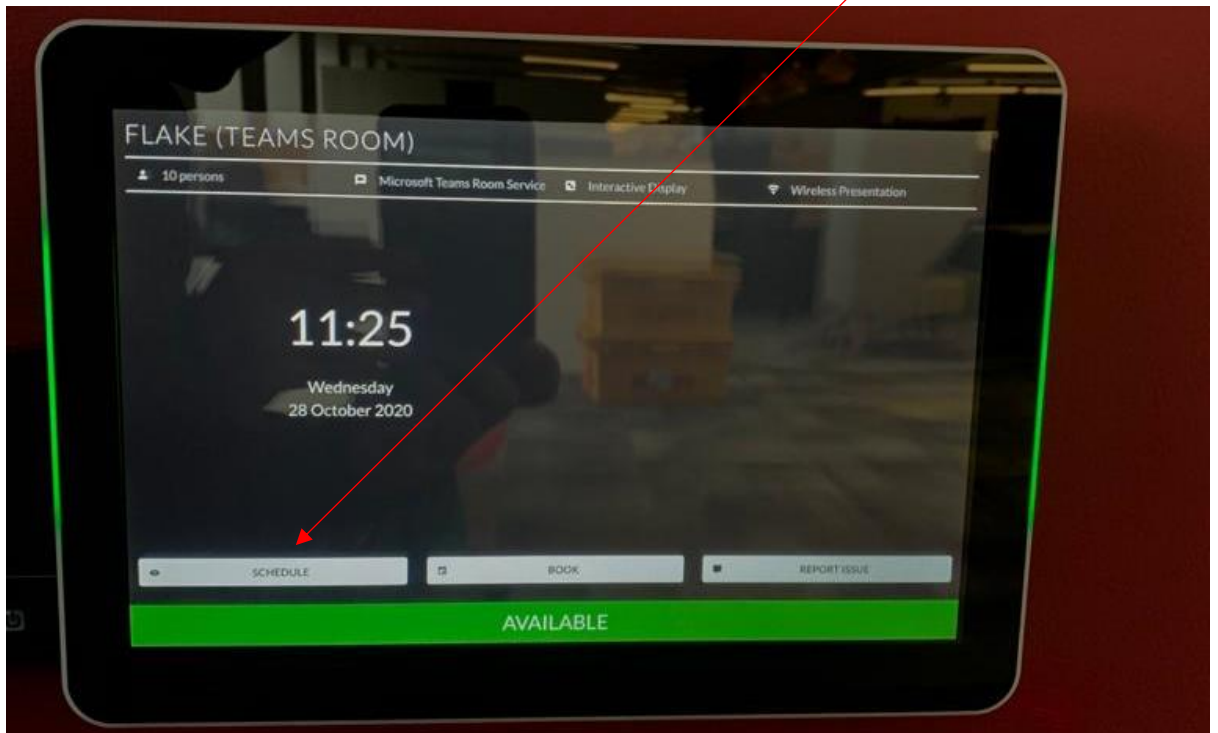 FLAKE (TEAMS ROOM)
10 persons Microsoft Teams Room Service Interactive Display Wireless Presentation
11:25
Wednesday
28 October 2020
SCHEDULE BOOK REPORT ISSUE
AVAILABLE